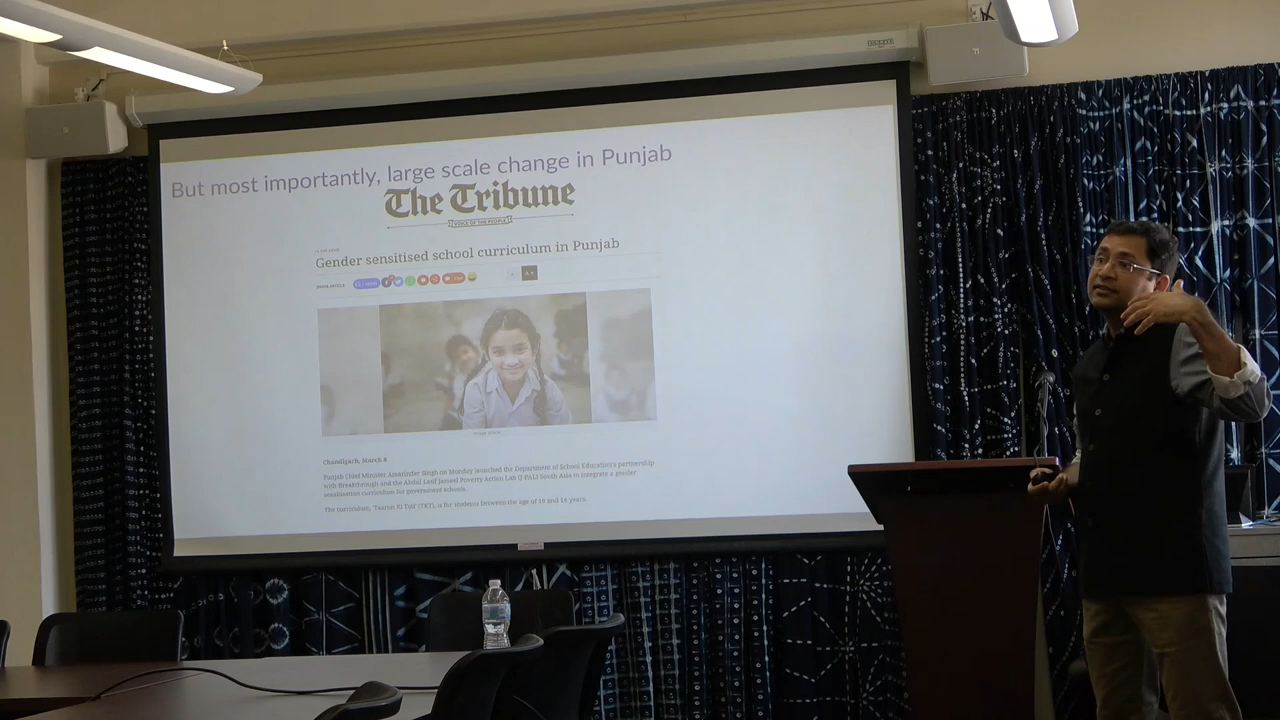 But most importantly, large scale change in Punjab
The Tribune
VOICE OF THE PEOPLE
Gender sensitised school curriculum in Punjab
SHARE ARTICLE
A
A+
Chandigarh, March 8
Punjab Chief Minister Amarinder Singh on Monday launched the Department of School Education's partnership
with Breakthrough and the Abdul Latif Jameel Poverty Action Lab (J-PAL) South Asia to integrate a gender
sensitisation curriculum for government schools.
The curriculum, 'Taaron Ki Toli' (TKT), is for students between the age of 10 and 14 years.